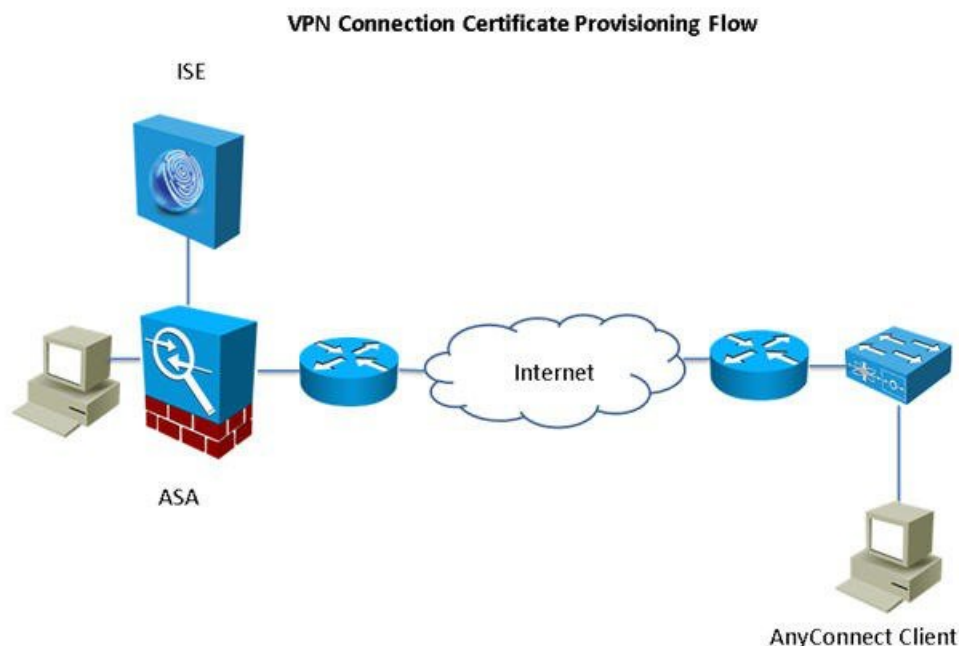 VPN Connection Certificate Provisioning Flow
ISE
Internet
ASA
AnyConnect Client